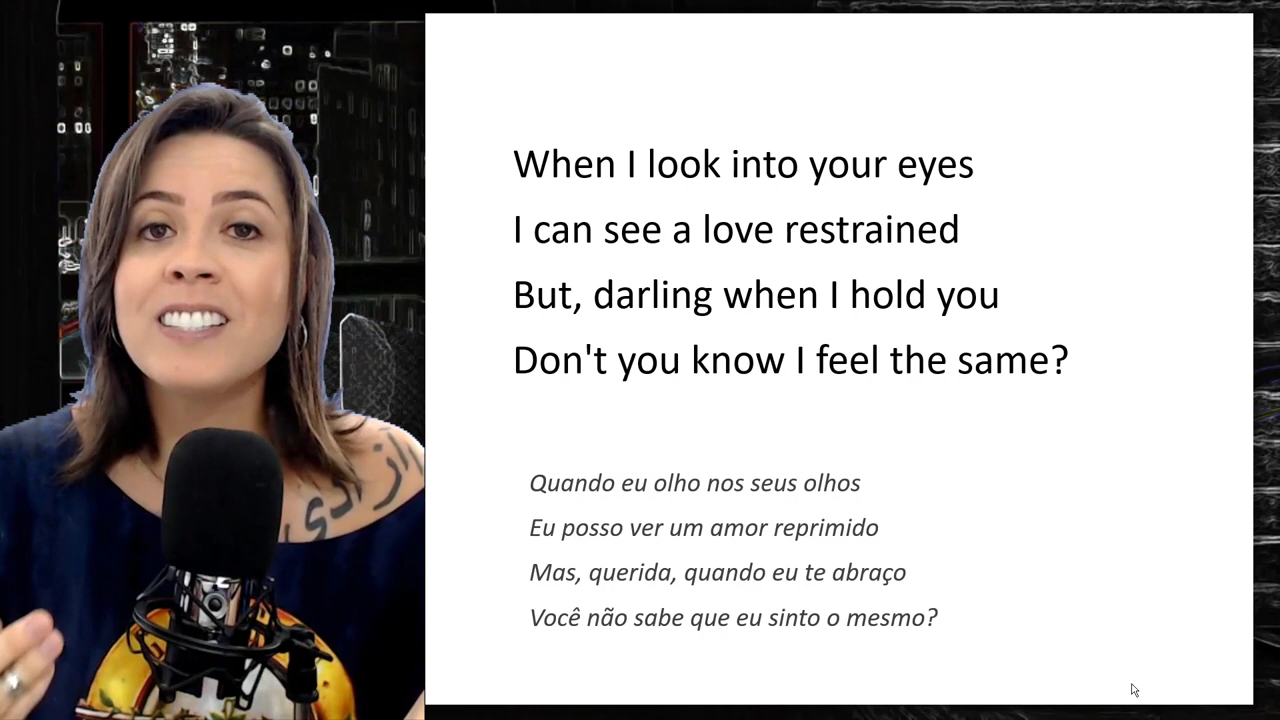 When I look into your eyes
I can see a love restrained
But, darling when I hold you
Don't you know I feel the same?
Quando eu olho nos seus olhos
Eu posso ver um amor reprimido
Mas, querida, quando eu te abraço
Você não sabe que eu sinto o mesmo?
آزادی